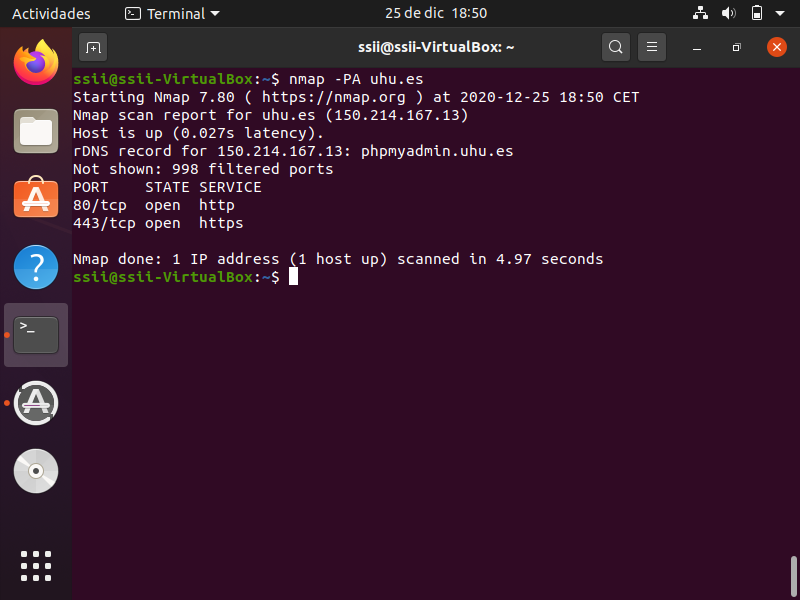 Actividades Terminal 25 de dic 18:50
ssii@ssii-VirtualBox: ~
ssii@ssii-VirtualBox:~$ nmap -PA uhu.es
Starting Nmap 7.80 ( https://nmap.org ) at 2020-12-25 18:50 CET
Nmap scan report for uhu.es (150.214.167.13)
Host is up (0.027s latency).
rDNS record for 150.214.167.13: phpmyadmin.uhu.es
Not shown: 998 filtered ports
PORT    STATE SERVICE
80/tcp  open  http
443/tcp open  https
Nmap done: 1 IP address (1 host up) scanned in 4.97 seconds
ssii@ssii-VirtualBox:~$